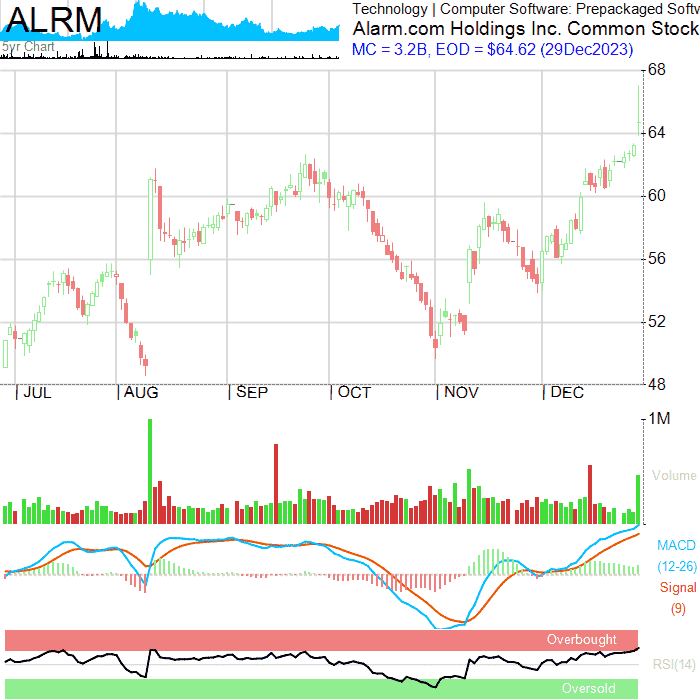 ALRM
5yr Chart
Technology | Computer Software: Prepackaged Softw
Alarm.com Holdings Inc. Common Stock
MC = 3.2B, EOD = $64.62 (29Dec2023)
68
64
60
56
52
48
JUL AUG SEP OCT NOV DEC
1M
Volume
MACD
(12-26)
Signal
(9)
Overbought
RSI(14)
Oversold